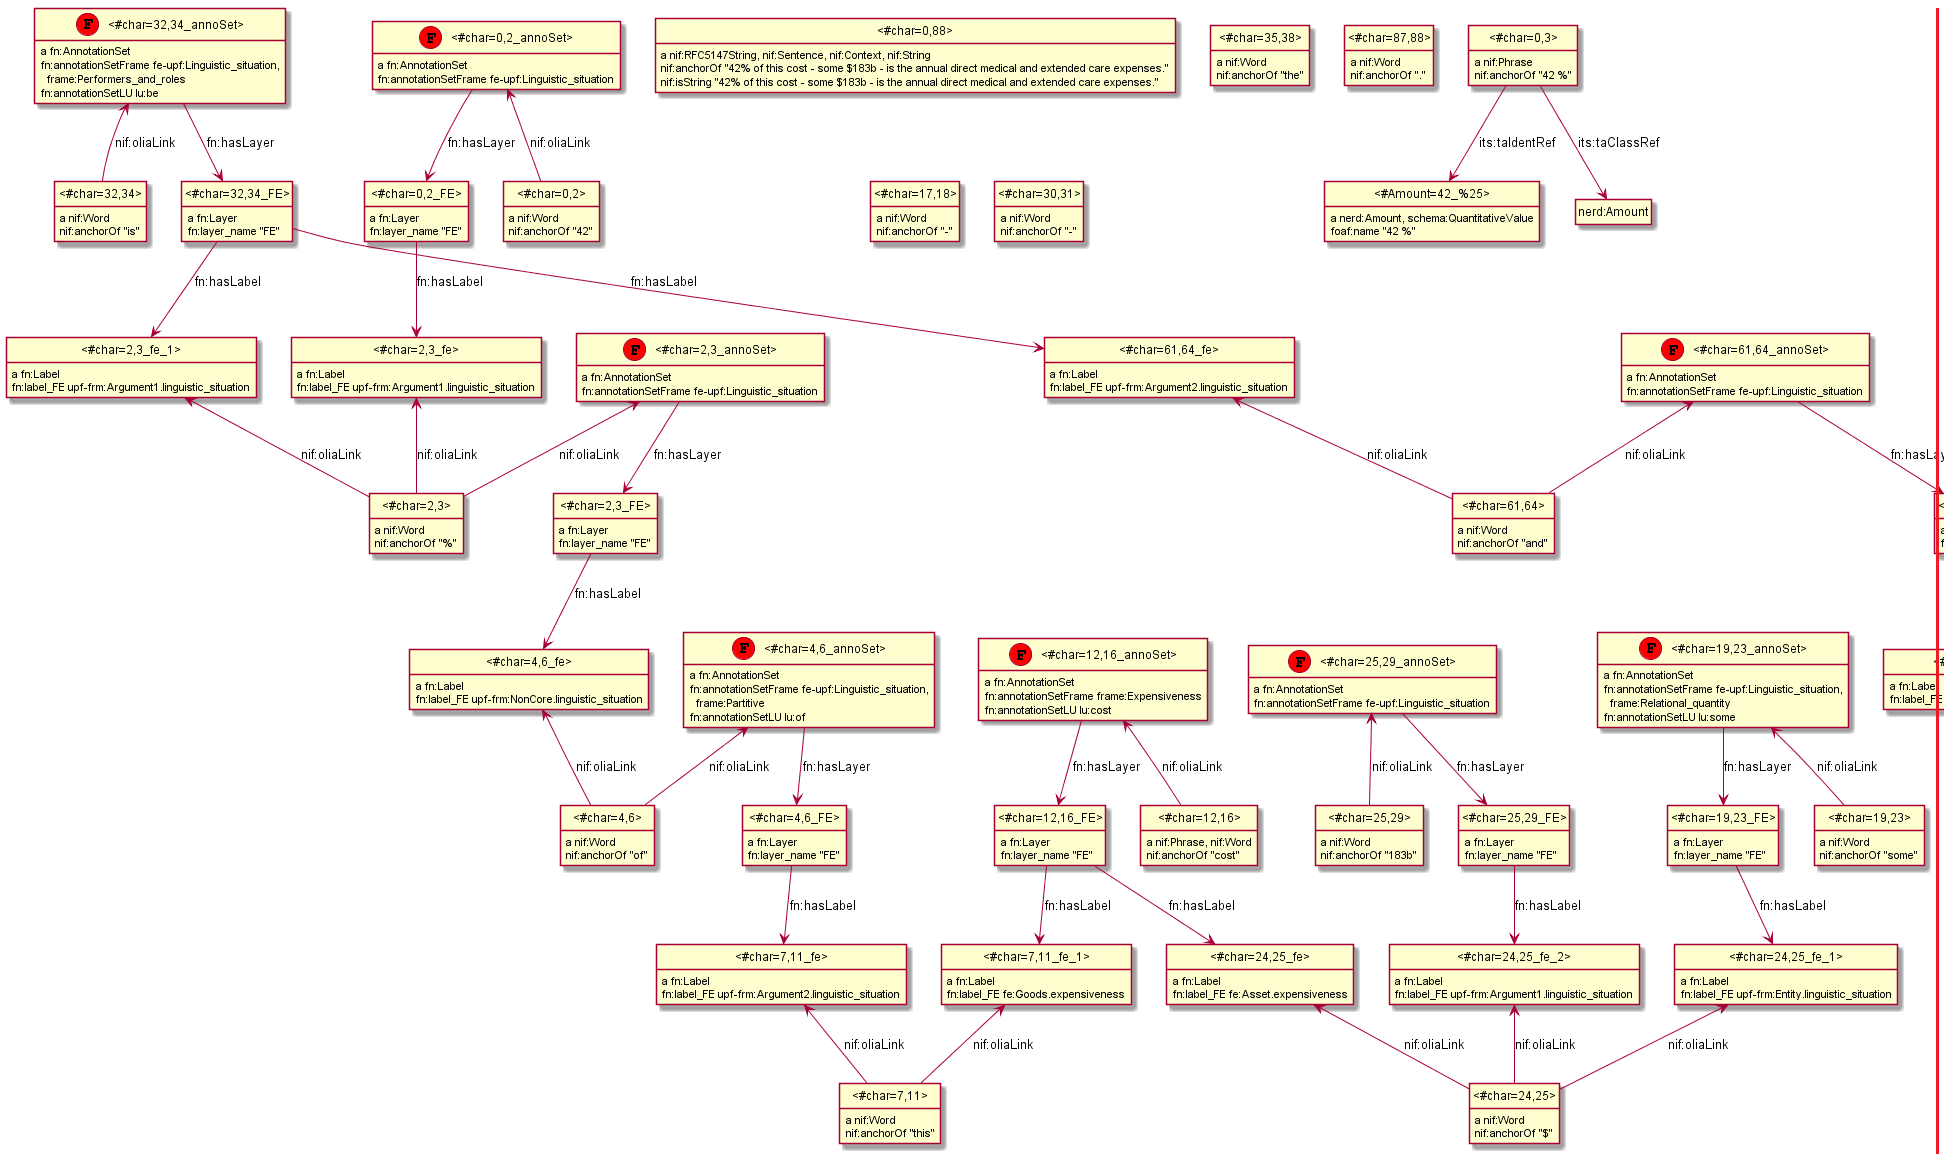 F <#char=32,34_annoSet>
a fn:AnnotationSet
fn:annotationSetFrame fe-upf:Linguistic_situation,
frame:Performers_and_roles
fn:annotationSetLU lu:be
F <#char=0,2_annoSet>
a fn:AnnotationSet
fn:annotationSetFrame fe-upf:Linguistic_situation
<#char=0,88>
a nif:RFC5147String, nif:Sentence, nif:Context, nif:String
nif:anchorOf "42% of this cost - some $183b - is the annual direct medical and extended care expenses."
nif:isString "42% of this cost - some $183b - is the annual direct medical and extended care expenses."
<#char=35,38>
a nif:Word
nif:anchorOf "the"
<#char=87,88>
a nif:Word
nif:anchorOf "."
<#char=0,3>
a nif:Phrase
nif:anchorOf "42 %"
nif:oliaLink
fn:hasLayer
fn:hasLayer
nif:oliaLink
its:taIdentRef
its:taClassRef
<#char=32,34>
a nif:Word
nif:anchorOf "is"
<#char=32,34_FE>
a fn:Layer
fn:layer_name "FE"
<#char=0,2_FE>
a fn:Layer
fn:layer_name "FE"
<#char=0,2>
a nif:Word
nif:anchorOf "42"
<#char=17,18>
a nif:Word
nif:anchorOf "-"
<#char=30,31>
a nif:Word
nif:anchorOf "-"
<#Amount=42_%25>
a nerd:Amount, schema:QuantitativeValue
foaf:name "42 %"
nerd:Amount
fn:hasLabel
fn:hasLabel
fn:hasLabel
<#char=2,3_fe_1>
a fn:Label
fn:label_FE upf-frm:Argument1.linguistic_situation
<#char=2,3_fe>
a fn:Label
fn:label_FE upf-frm:Argument1.linguistic_situation
F <#char=2,3_annoSet>
a fn:AnnotationSet
fn:annotationSetFrame fe-upf:Linguistic_situation
<#char=61,64_fe>
a fn:Label
fn:label_FE upf-frm:Argument2.linguistic_situation
F <#char=61,64_annoSet>
a fn:AnnotationSet
fn:annotationSetFrame fe-upf:Linguistic_situation
nif:oliaLink
nif:oliaLink
nif:oliaLink
fn:hasLayer
nif:oliaLink
nif:oliaLink
fn:hasLay
<#char=2,3>
a nif:Word
nif:anchorOf "%"
<#char=2,3_FE>
a fn:Layer
fn:layer_name "FE"
<#char=61,64>
a nif:Word
nif:anchorOf "and"
fn:hasLabel
<#char=4,6_fe>
a fn:Label
fn:label_FE upf-frm:NonCore.linguistic_situation
F <#char=4,6_annoSet>
a fn:AnnotationSet
fn:annotationSetFrame fe-upf:Linguistic_situation,
frame:Partitive
fn:annotationSetLU lu:of
F <#char=12,16_annoSet>
a fn:AnnotationSet
fn:annotationSetFrame frame:Expensiveness
fn:annotationSetLU lu:cost
F <#char=25,29_annoSet>
a fn:AnnotationSet
fn:annotationSetFrame fe-upf:Linguistic_situation
F <#char=19,23_annoSet>
a fn:AnnotationSet
fn:annotationSetFrame fe-upf:Linguistic_situation,
frame:Relational_quantity
fn:annotationSetLU lu:some
<#
a fn:Label
fn:label_FE
nif:oliaLink
nif:oliaLink
fn:hasLayer
fn:hasLayer
nif:oliaLink
nif:oliaLink
fn:hasLayer
fn:hasLayer
nif:oliaLink
<#char=4,6>
a nif:Word
nif:anchorOf "of"
<#char=4,6_FE>
a fn:Layer
fn:layer_name "FE"
<#char=12,16_FE>
a fn:Layer
fn:layer_name "FE"
<#char=12,16>
a nif:Phrase, nif:Word
nif:anchorOf "cost"
<#char=25,29>
a nif:Word
nif:anchorOf "183b"
<#char=25,29_FE>
a fn:Layer
fn:layer_name "FE"
<#char=19,23_FE>
a fn:Layer
fn:layer_name "FE"
<#char=19,23>
a nif:Word
nif:anchorOf "some"
fn:hasLabel
fn:hasLabel
fn:hasLabel
fn:hasLabel
fn:hasLabel
<#char=7,11_fe>
a fn:Label
fn:label_FE upf-frm:Argument2.linguistic_situation
<#char=7,11_fe_1>
a fn:Label
fn:label_FE fe:Goods.expensiveness
<#char=24,25_fe>
a fn:Label
fn:label_FE fe:Asset.expensiveness
<#char=24,25_fe_2>
a fn:Label
fn:label_FE upf-frm:Argument1.linguistic_situation
<#char=24,25_fe_1>
a fn:Label
fn:label_FE upf-frm:Entity.linguistic_situation
nif:oliaLink
nif:oliaLink
nif:oliaLink
nif:oliaLink
nif:oliaLink
<#char=7,11>
a nif:Word
nif:anchorOf "this"
<#char=24,25>
a nif:Word
nif:anchorOf "$"